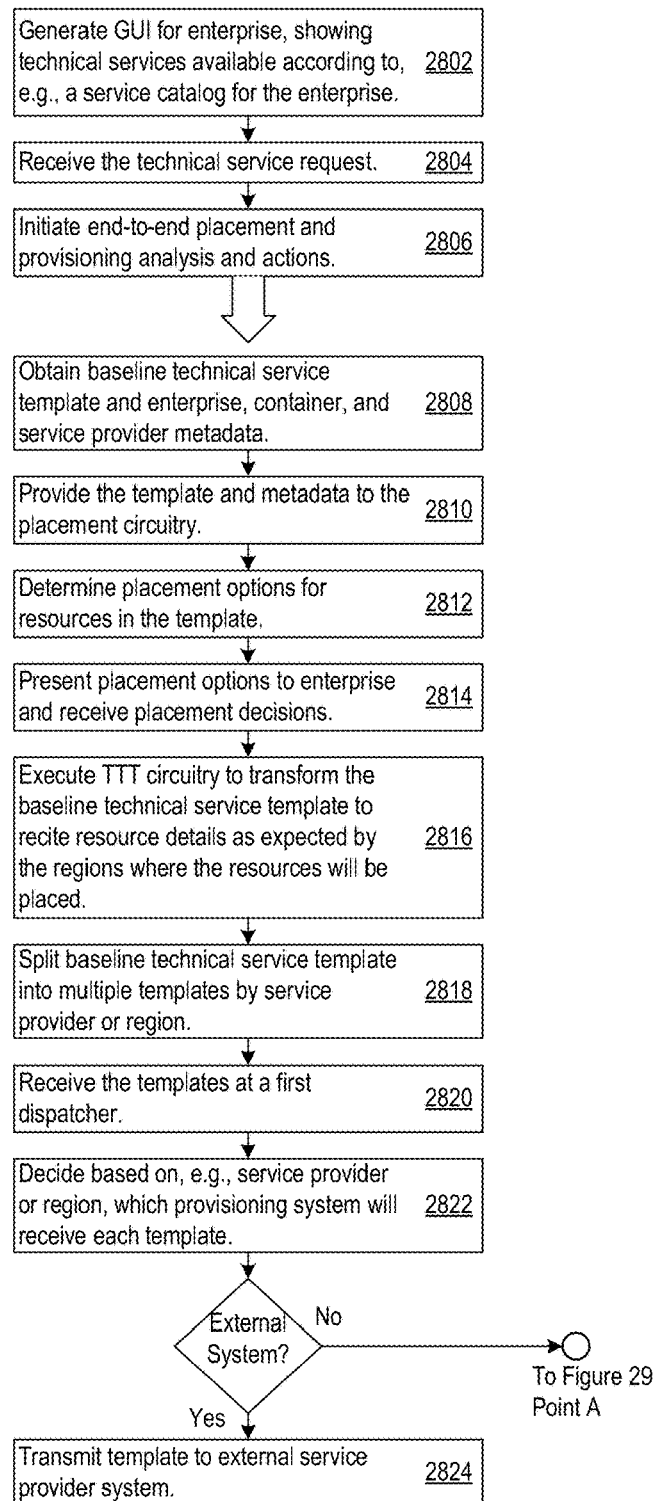 Generate GUI for enterprise, showing
technical services available according to,
e.g., a service catalog for the enterprise.
2802
Receive the technical service request.
2804
Initiate end-to-end placement and
provisioning analysis and actions.
2806
Obtain baseline technical service
template and enterprise, container, and
service provider metadata.
2808
Provide the template and metadata to the
placement circuitry.
2810
Determine placement options for
resources in the template.
2812
Present placement options to enterprise
and receive placement decisions.
2814
Execute TTT circuitry to transform the
baseline technical service template to
recite resource details as expected by
the regions where the resources will be
placed.
2816
Split baseline technical service template
into multiple templates by service
provider or region.
2818
Receive the templates at a first
dispatcher.
2820
Decide based on, e.g., service provider
or region, which provisioning system will
receive each template.
2822
External
System?
No
To Figure 29
Point A
Yes
Transmit template to external service
provider system.
2824